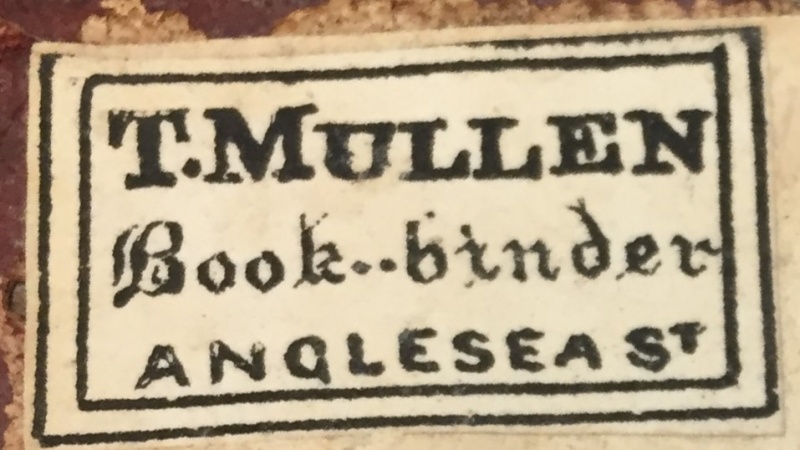 T. MULLEN
Book--binder
ANGLESEA ST